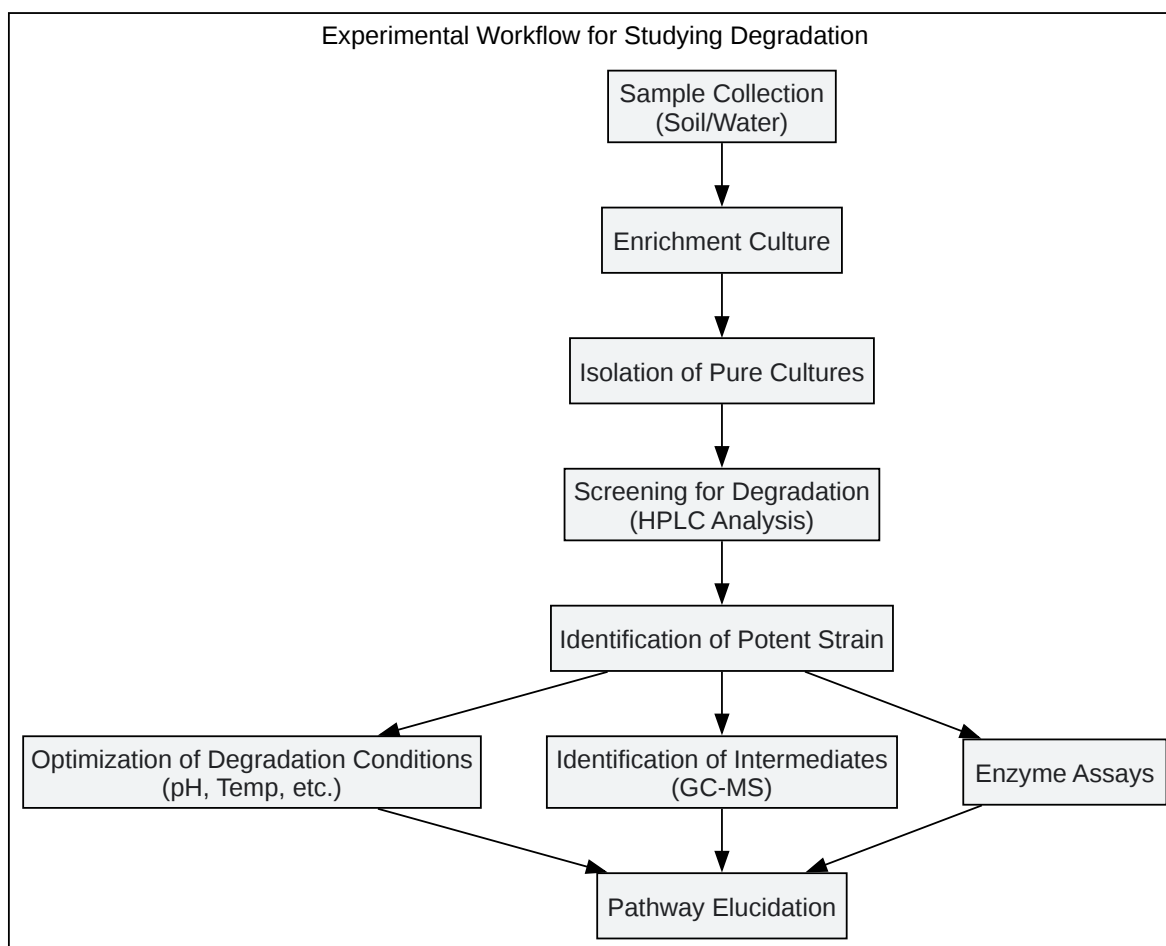 Experimental Workflow for Studying Degradation
Sample Collection
(Soil/Water)
Enrichment Culture
Isolation of Pure Cultures
Screening for Degradation
(HPLC Analysis)
Identification of Potent Strain
Optimization of Degradation Conditions
(pH, Temp, etc.)
Identification of Intermediates
(GC-MS)
Enzyme Assays
Pathway Elucidation